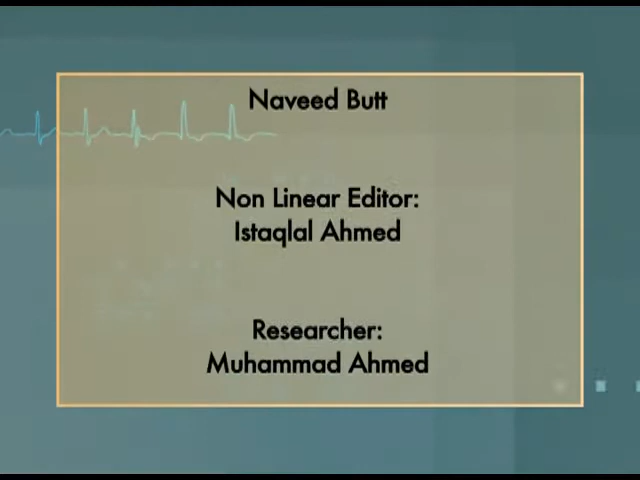 Naveed Butt
Non Linear Editor:
Istaqlal Ahmed
Researcher:
Muhammad Ahmed